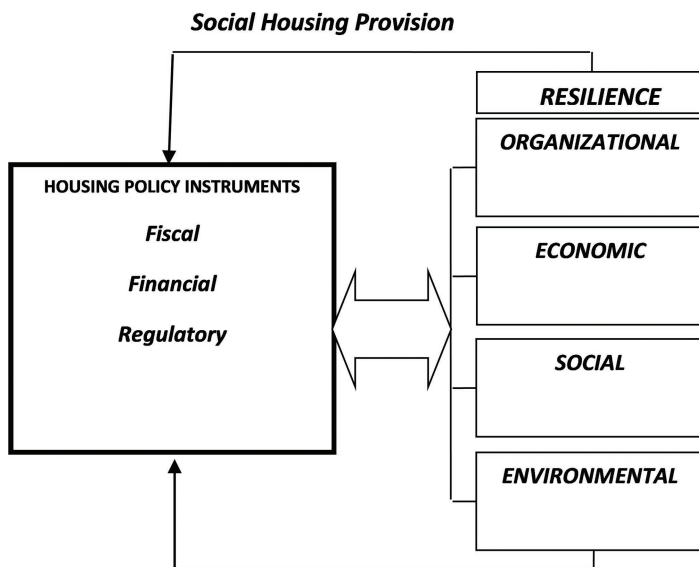 Social Housing Provision
HOUSING POLICY INSTRUMENTS
Fiscal
Financial
Regulatory
RESILIENCE
ORGANIZATIONAL
ECONOMIC
SOCIAL
ENVIRONMENTAL